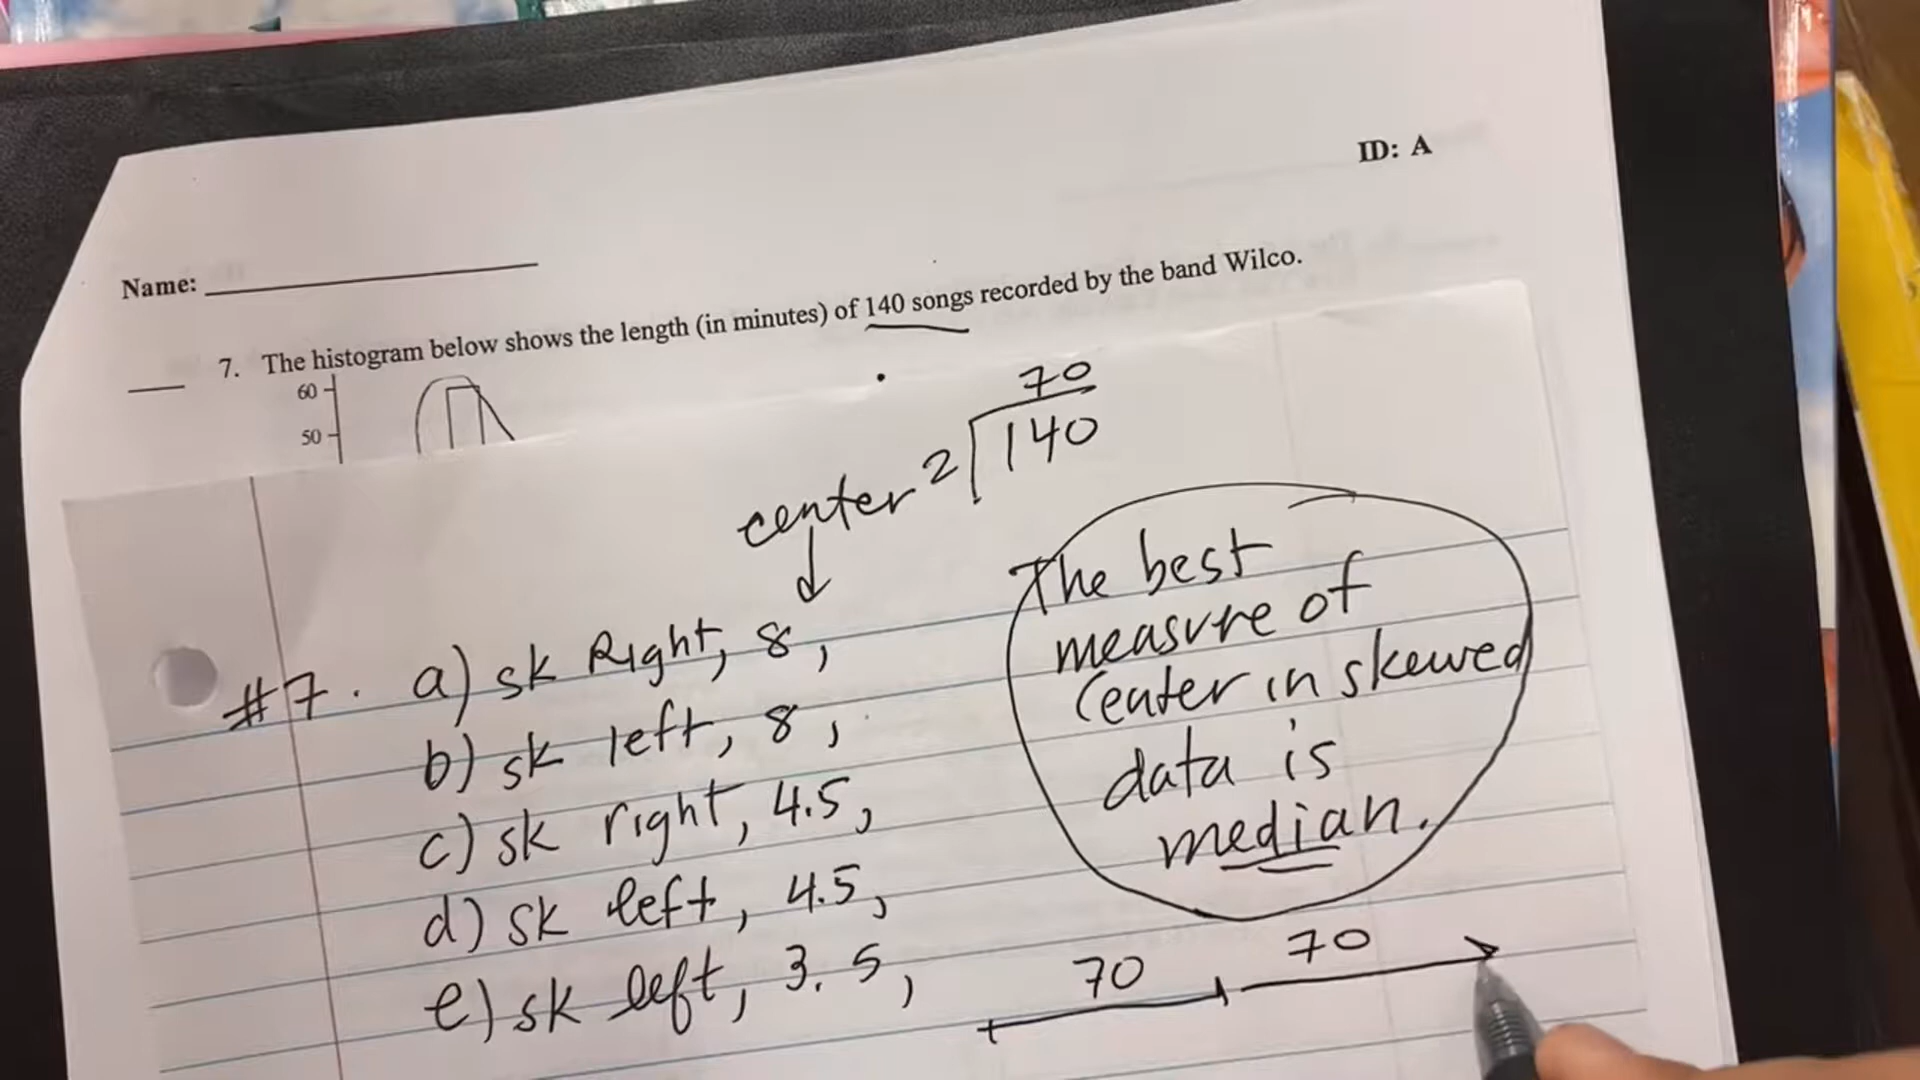 ID: A
Name:
7. The histogram below shows the length (in minutes) of 140 songs recorded by the band Wilco.
60
50
70
center 2 140
The best
measure of
center in skewed
data is
median.
#7. a) sk Right, 8,
b) sk left, 8,
c) sk right, 4.5,
d) sk left, 4.5,
e) sk left, 3.5,
70 70